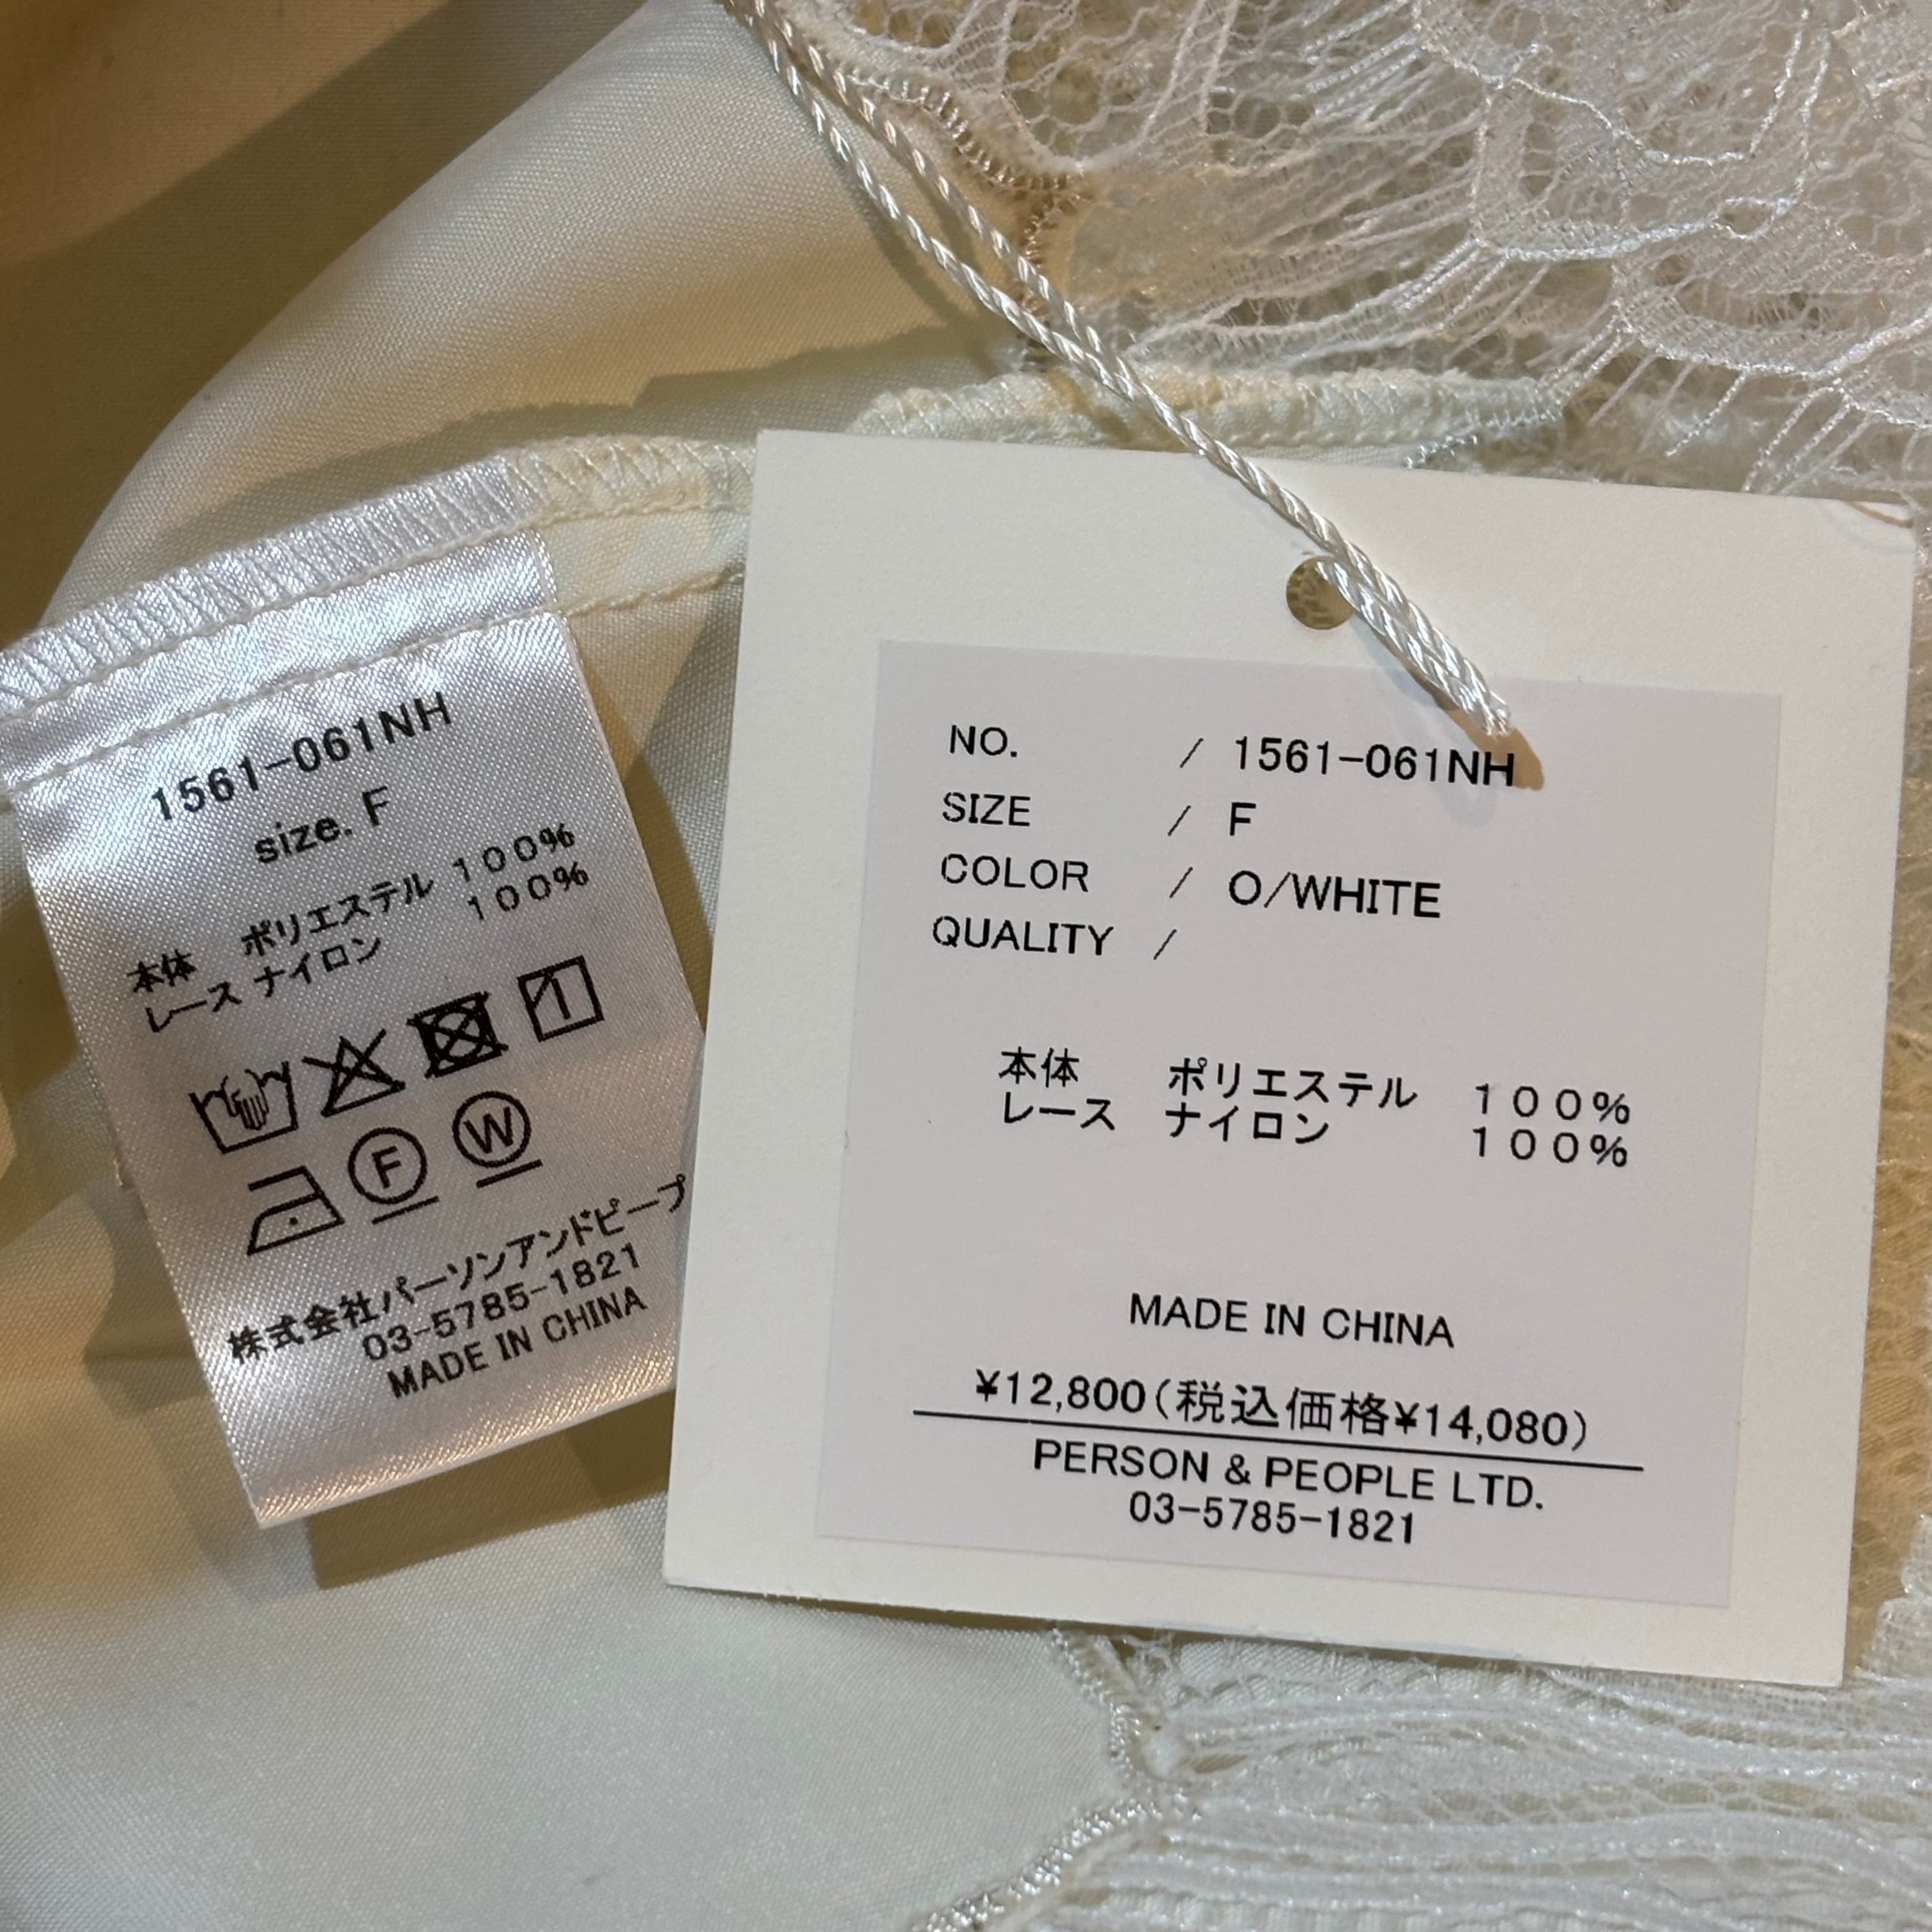 1561-061NH
size. F
本体 ポリエステル 100%
レース ナイロン 100%
F W
株式会社パーソンアンドピープ
03-5785-1821
MADE IN CHINA
NO. / 1561-061NH
SIZE / F
COLOR / O/WHITE
QUALITY /
本体 ポリエステル 100%
レース ナイロン 100%
MADE IN CHINA
¥12,800(税込価格¥14,080)
PERSON & PEOPLE LTD.
03-5785-1821